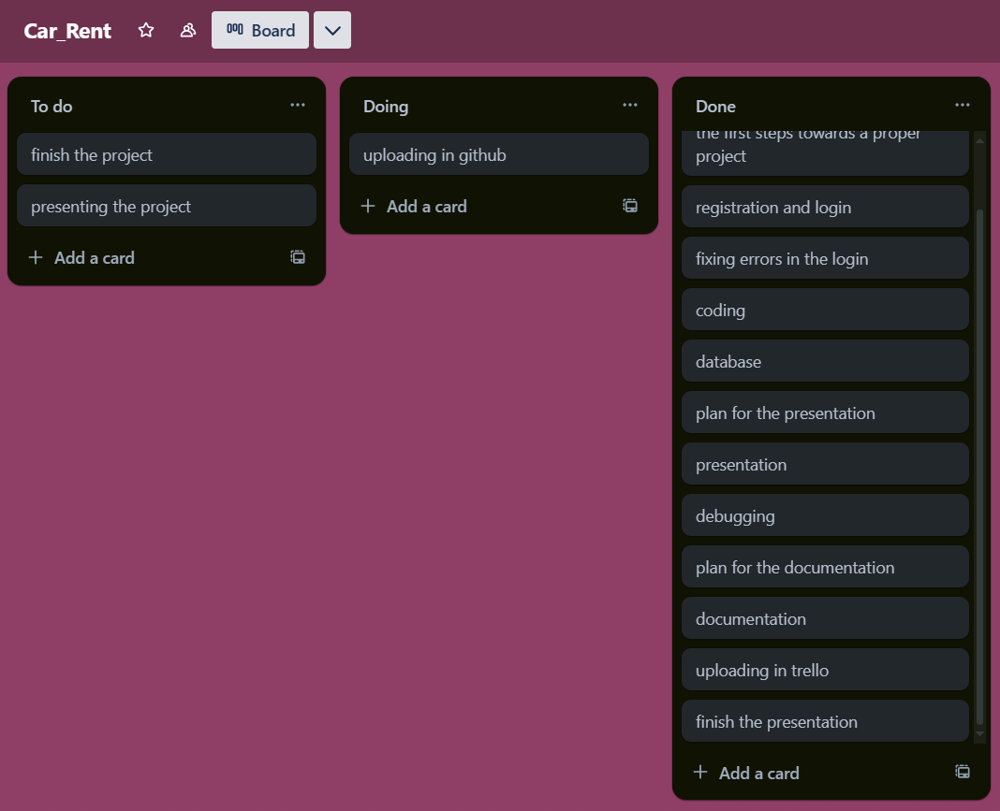 Car_Rent
Board
To do
finish the project
presenting the project
Add a card
Doing
uploading in github
Add a card
Done
the first steps towards a proper
project
registration and login
fixing errors in the login
coding
database
plan for the presentation
presentation
debugging
plan for the documentation
documentation
uploading in trello
finish the presentation
Add a card